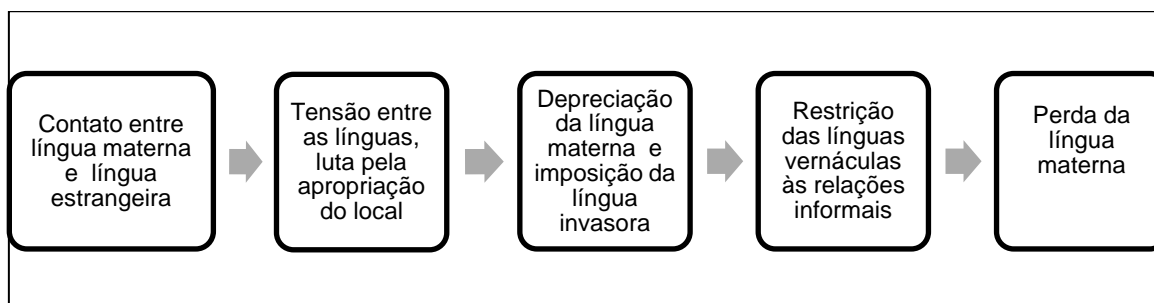 Contato entre
língua materna
e língua
estrangeira
Tensão entre
as línguas,
luta pela
apropriação
do local
Depreciação
da língua
materna e
imposição da
língua
invasora
Restrição
das línguas
vernáculas
às relações
informais
Perda da
língua
materna